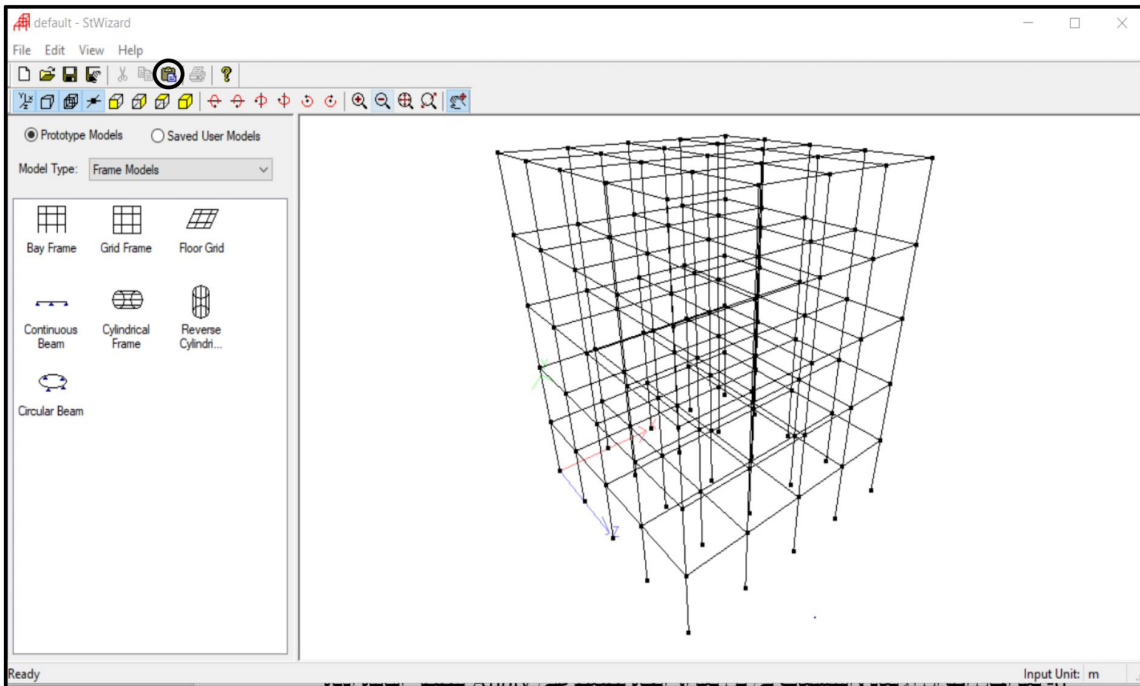 default - StWizard
File Edit View Help
Prototype Models Saved User Models
Model Type: Frame Models
Bay Frame Grid Frame Floor Grid
Continuous Beam Cylindrical Frame Reverse Cylindri...
Circular Beam
Z
Ready Input Unit: m